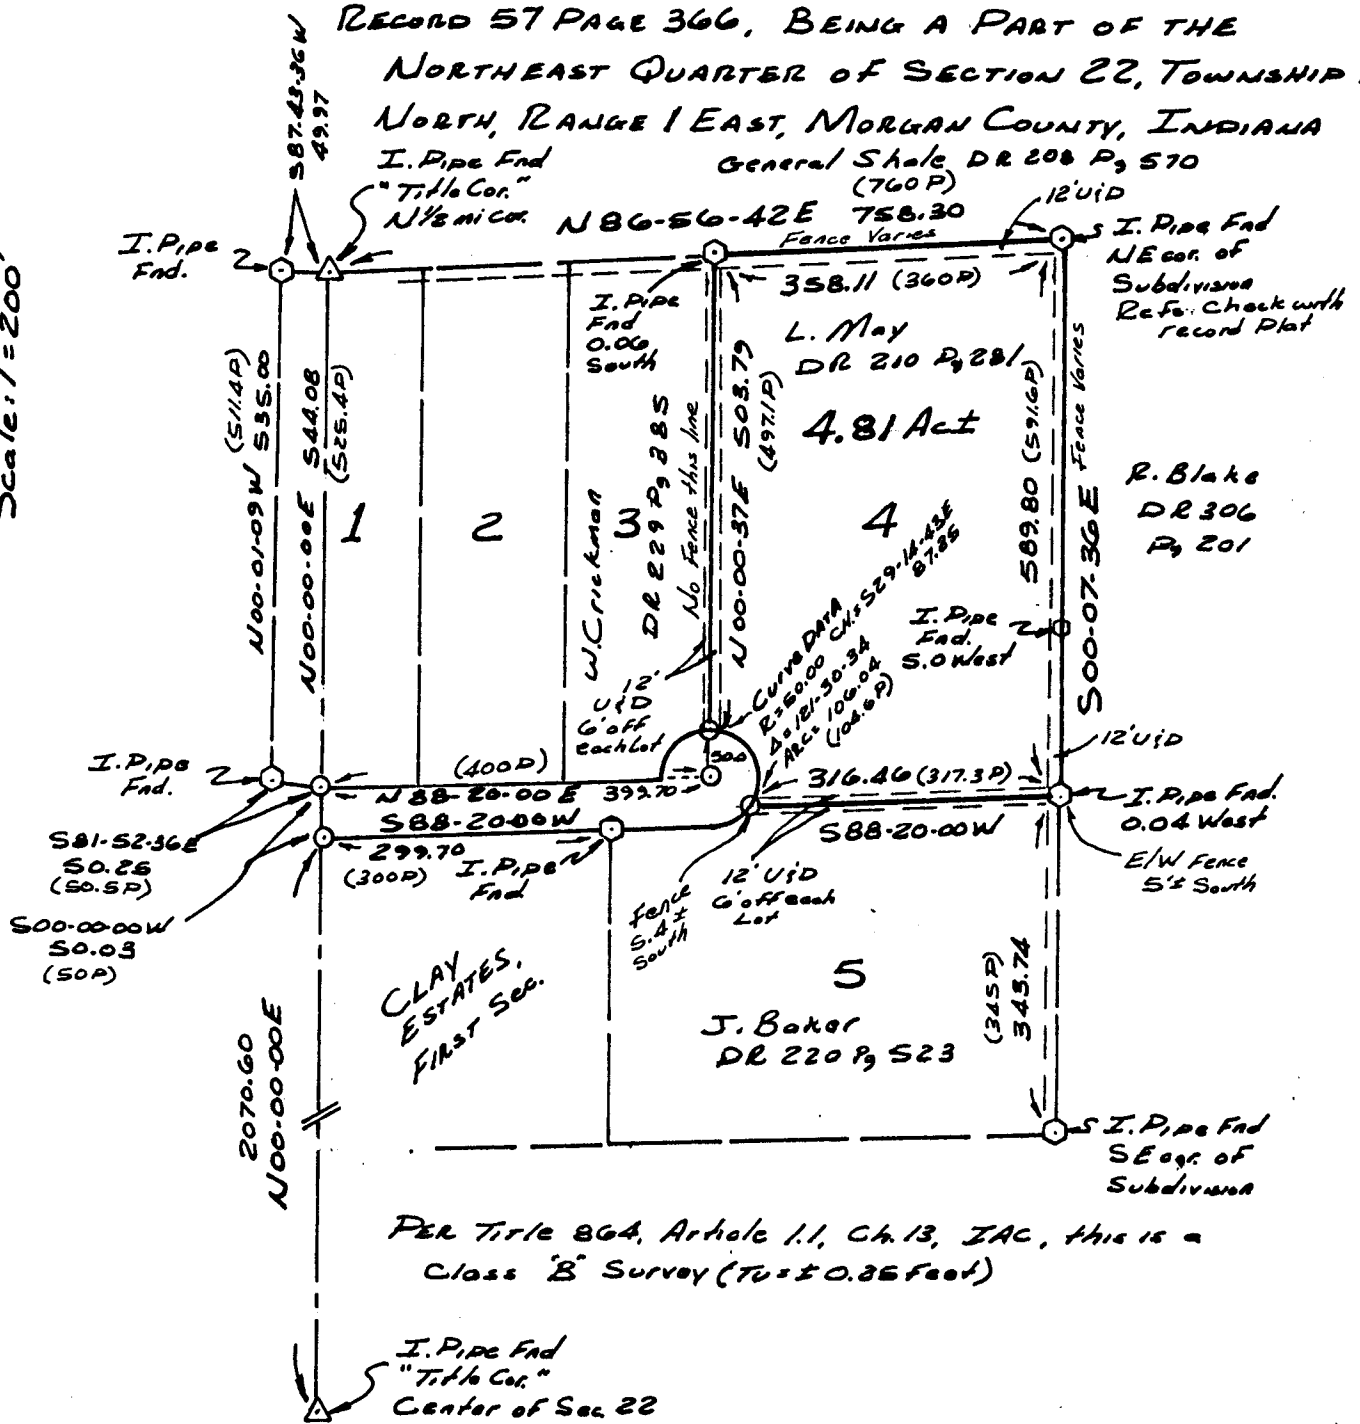 RECORD 57 PAGE 366, BEING A PART OF THE
NORTHEAST QUARTER OF SECTION 22, TOWNSHIP
NORTH, RANGE 1 EAST, MORGAN COUNTY, INDIANA
Scale: 1"=200'
S87-43-36W
49.97
I. Pipe Fnd
"Title Cor."
N 1/2 mi cor.
General Shale DR 208 Pg 570
(760 P)
N 86-56-42 E 758.30
Fence Varies
12' U&D
I. Pipe Fnd
NE cor. of
Subdivision
Refs. Check with
record Plat
I. Pipe
Fnd.
358.11 (360P)
I. Pipe
Fnd
0.06
South
L. May
DR 210 Pg 281
4.81 Ac±
(511.4P)
N00-01-09W 535.00
N00-00-00E 544.08
(525.4P)
1
2
3
4
W. Crickman
DR 229 Pg 385
No Fence this line
N 00-00-37E 503.79
(497.1P)
589.80 (591.6P)
Fence Varies
S00-07-36E
R. Blake
DR 306
Pg 201
Curve DATA
R=50.00 CH.=S29-14-43E
87.25
Δ=121-30-34
ARC= 106.04
(104.6P)
I. Pipe
Fnd.
5.0 West
12'
U&D
6' off
each Lot
50.0
12' U&D
I. Pipe
Fnd.
(400P)
N 88-20-00 E 399.70
316.46 (317.3P)
S88-20-00W
S88-20-00W
299.70
(300P)
I. Pipe
Fnd
I. Pipe Fnd.
0.04 West
E/W Fence
5'± South
S81-52-36E
50.25
(50.5P)
S00-00-00W
50.03
(50P)
12' U&D
6' off each
Lot
Fence
5.4±
South
CLAY
ESTATES,
FIRST SEC.
5
J. Baker
DR 220 Pg 523
(345P)
343.74
2070.60
N00-00-00E
I. Pipe Fnd
SE cor. of
Subdivision
PER Title 864, Article 1.1, Ch. 13, IAC, this is a
Class "B" Survey (TU=± 0.25 Feet)
I. Pipe Fnd
"Title Cor."
Center of Sec. 22